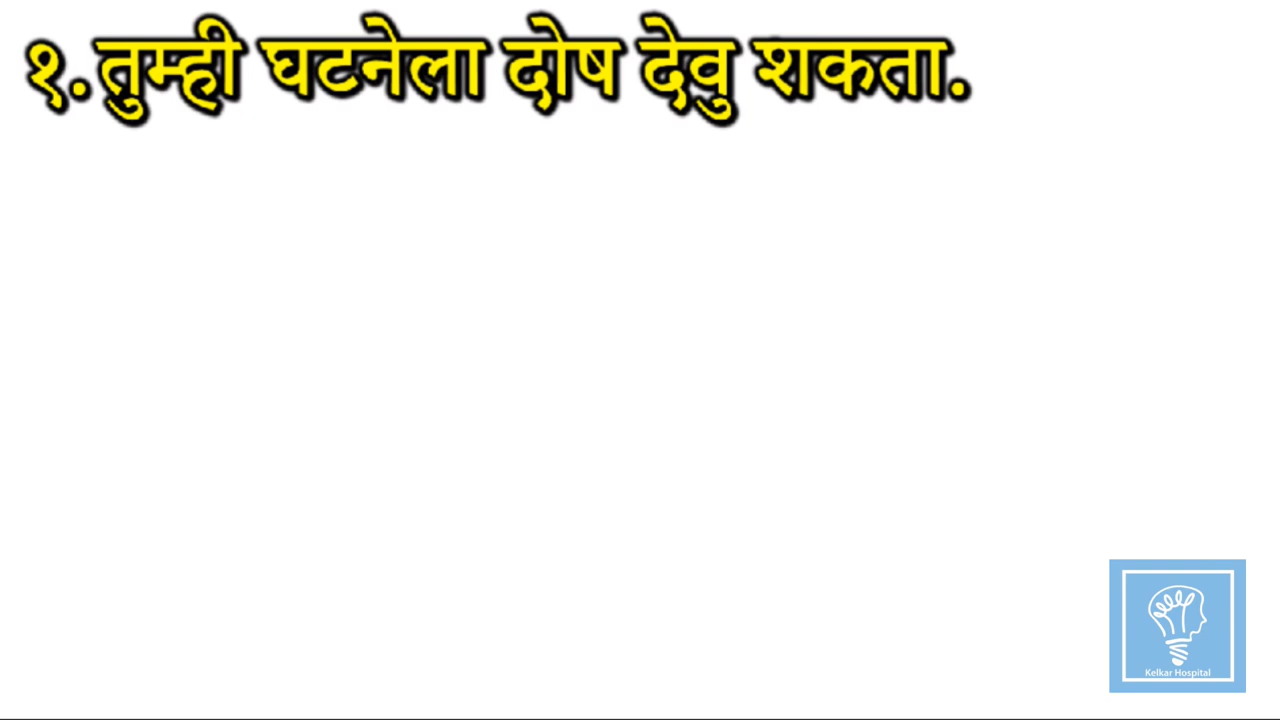 १. तुम्ही घटनेला दोष देवु शकता.
Kelkar Hospital